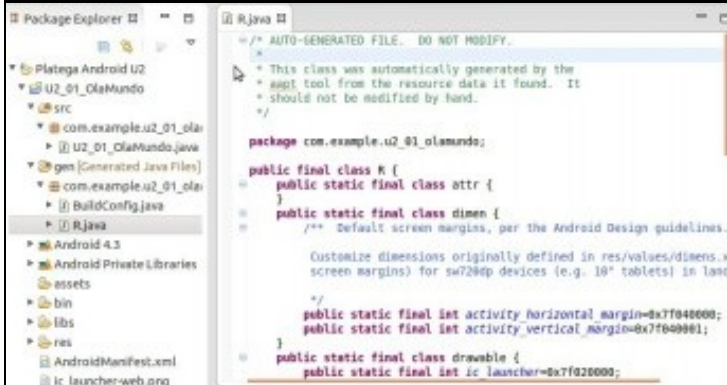 Package Explorer
Platega Android U2
U2_01_OlaMundo
src
com.example.u2_01_ola
U2_01_OlaMundo.java
gen [Generated Java Files]
com.example.u2_01_ola
BuildConfig.java
R.java
Android 4.3
Android Private Libraries
assets
bin
libs
res
AndroidManifest.xml
ic_launcher-web.png
R.java
/* AUTO-GENERATED FILE. DO NOT MODIFY.
*
* This class was automatically generated by the
* aapt tool from the resource data it found. It
* should not be modified by hand.
*/
package com.example.u2_01_olamundo;
public final class R {
public static final class attr {
}
public static final class dimen {
/** Default screen margins, per the Android Design guidelines.
Customize dimensions originally defined in res/values/dimens.x
screen margins) for sw720dp devices (e.g. 10" tablets) in land
*/
public static final int activity_horizontal_margin=0x7f040000;
public static final int activity_vertical_margin=0x7f040001;
}
public static final class drawable {
public static final int ic_launcher=0x7f020000;